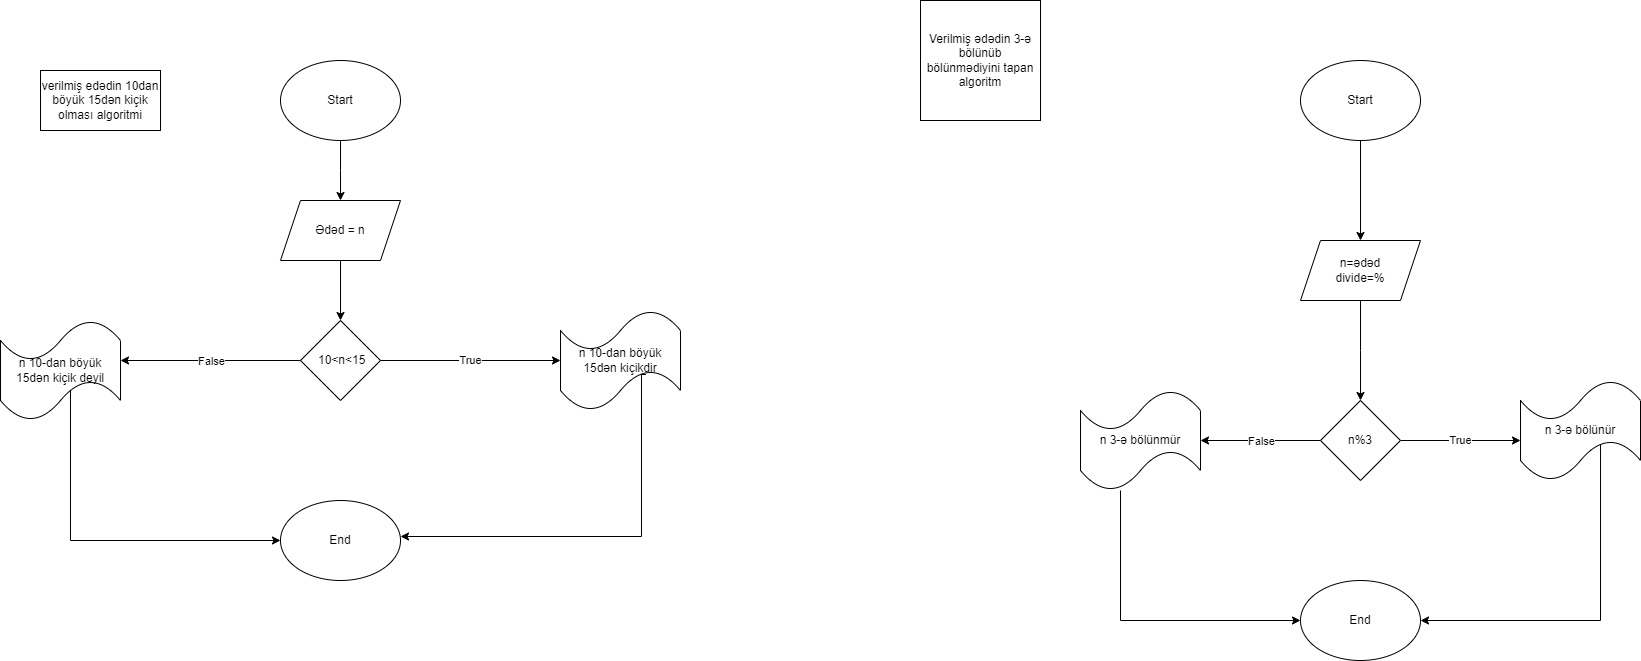 verilmiş edədin 10dan
böyük 15dən kiçik
olması algoritmi
Start
Ədəd = n
10<n<15
False
True
n 10-dan böyük
15dən kiçik deyil
n 10-dan böyük
15dən kiçikdir
End
Verilmiş ədədin 3-ə
bölünüb
bölünmədiyini tapan
algoritm
Start
n=ədəd
divide=%
n%3
False
True
n 3-ə bölünmür
n 3-ə bölünür
End